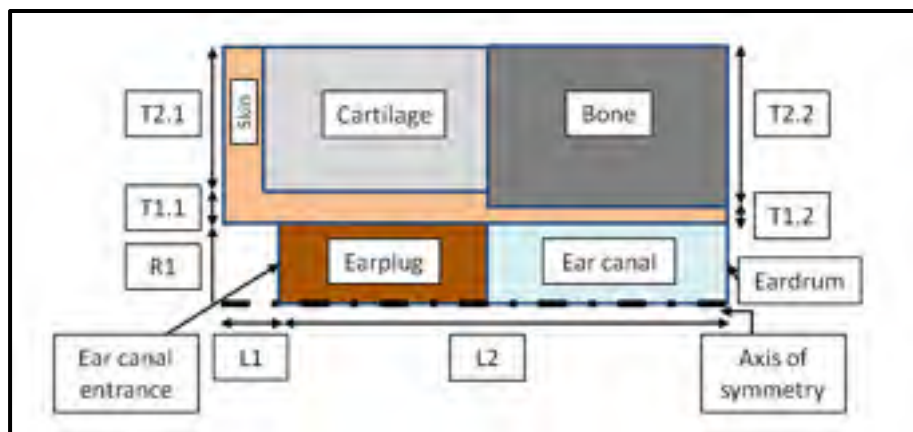 T2.1
Skin
Cartilage
Bone
T2.2
T1.1
T1.2
R1
Earplug
Ear canal
Eardrum
Ear canal
entrance
L1
L2
Axis of
symmetry